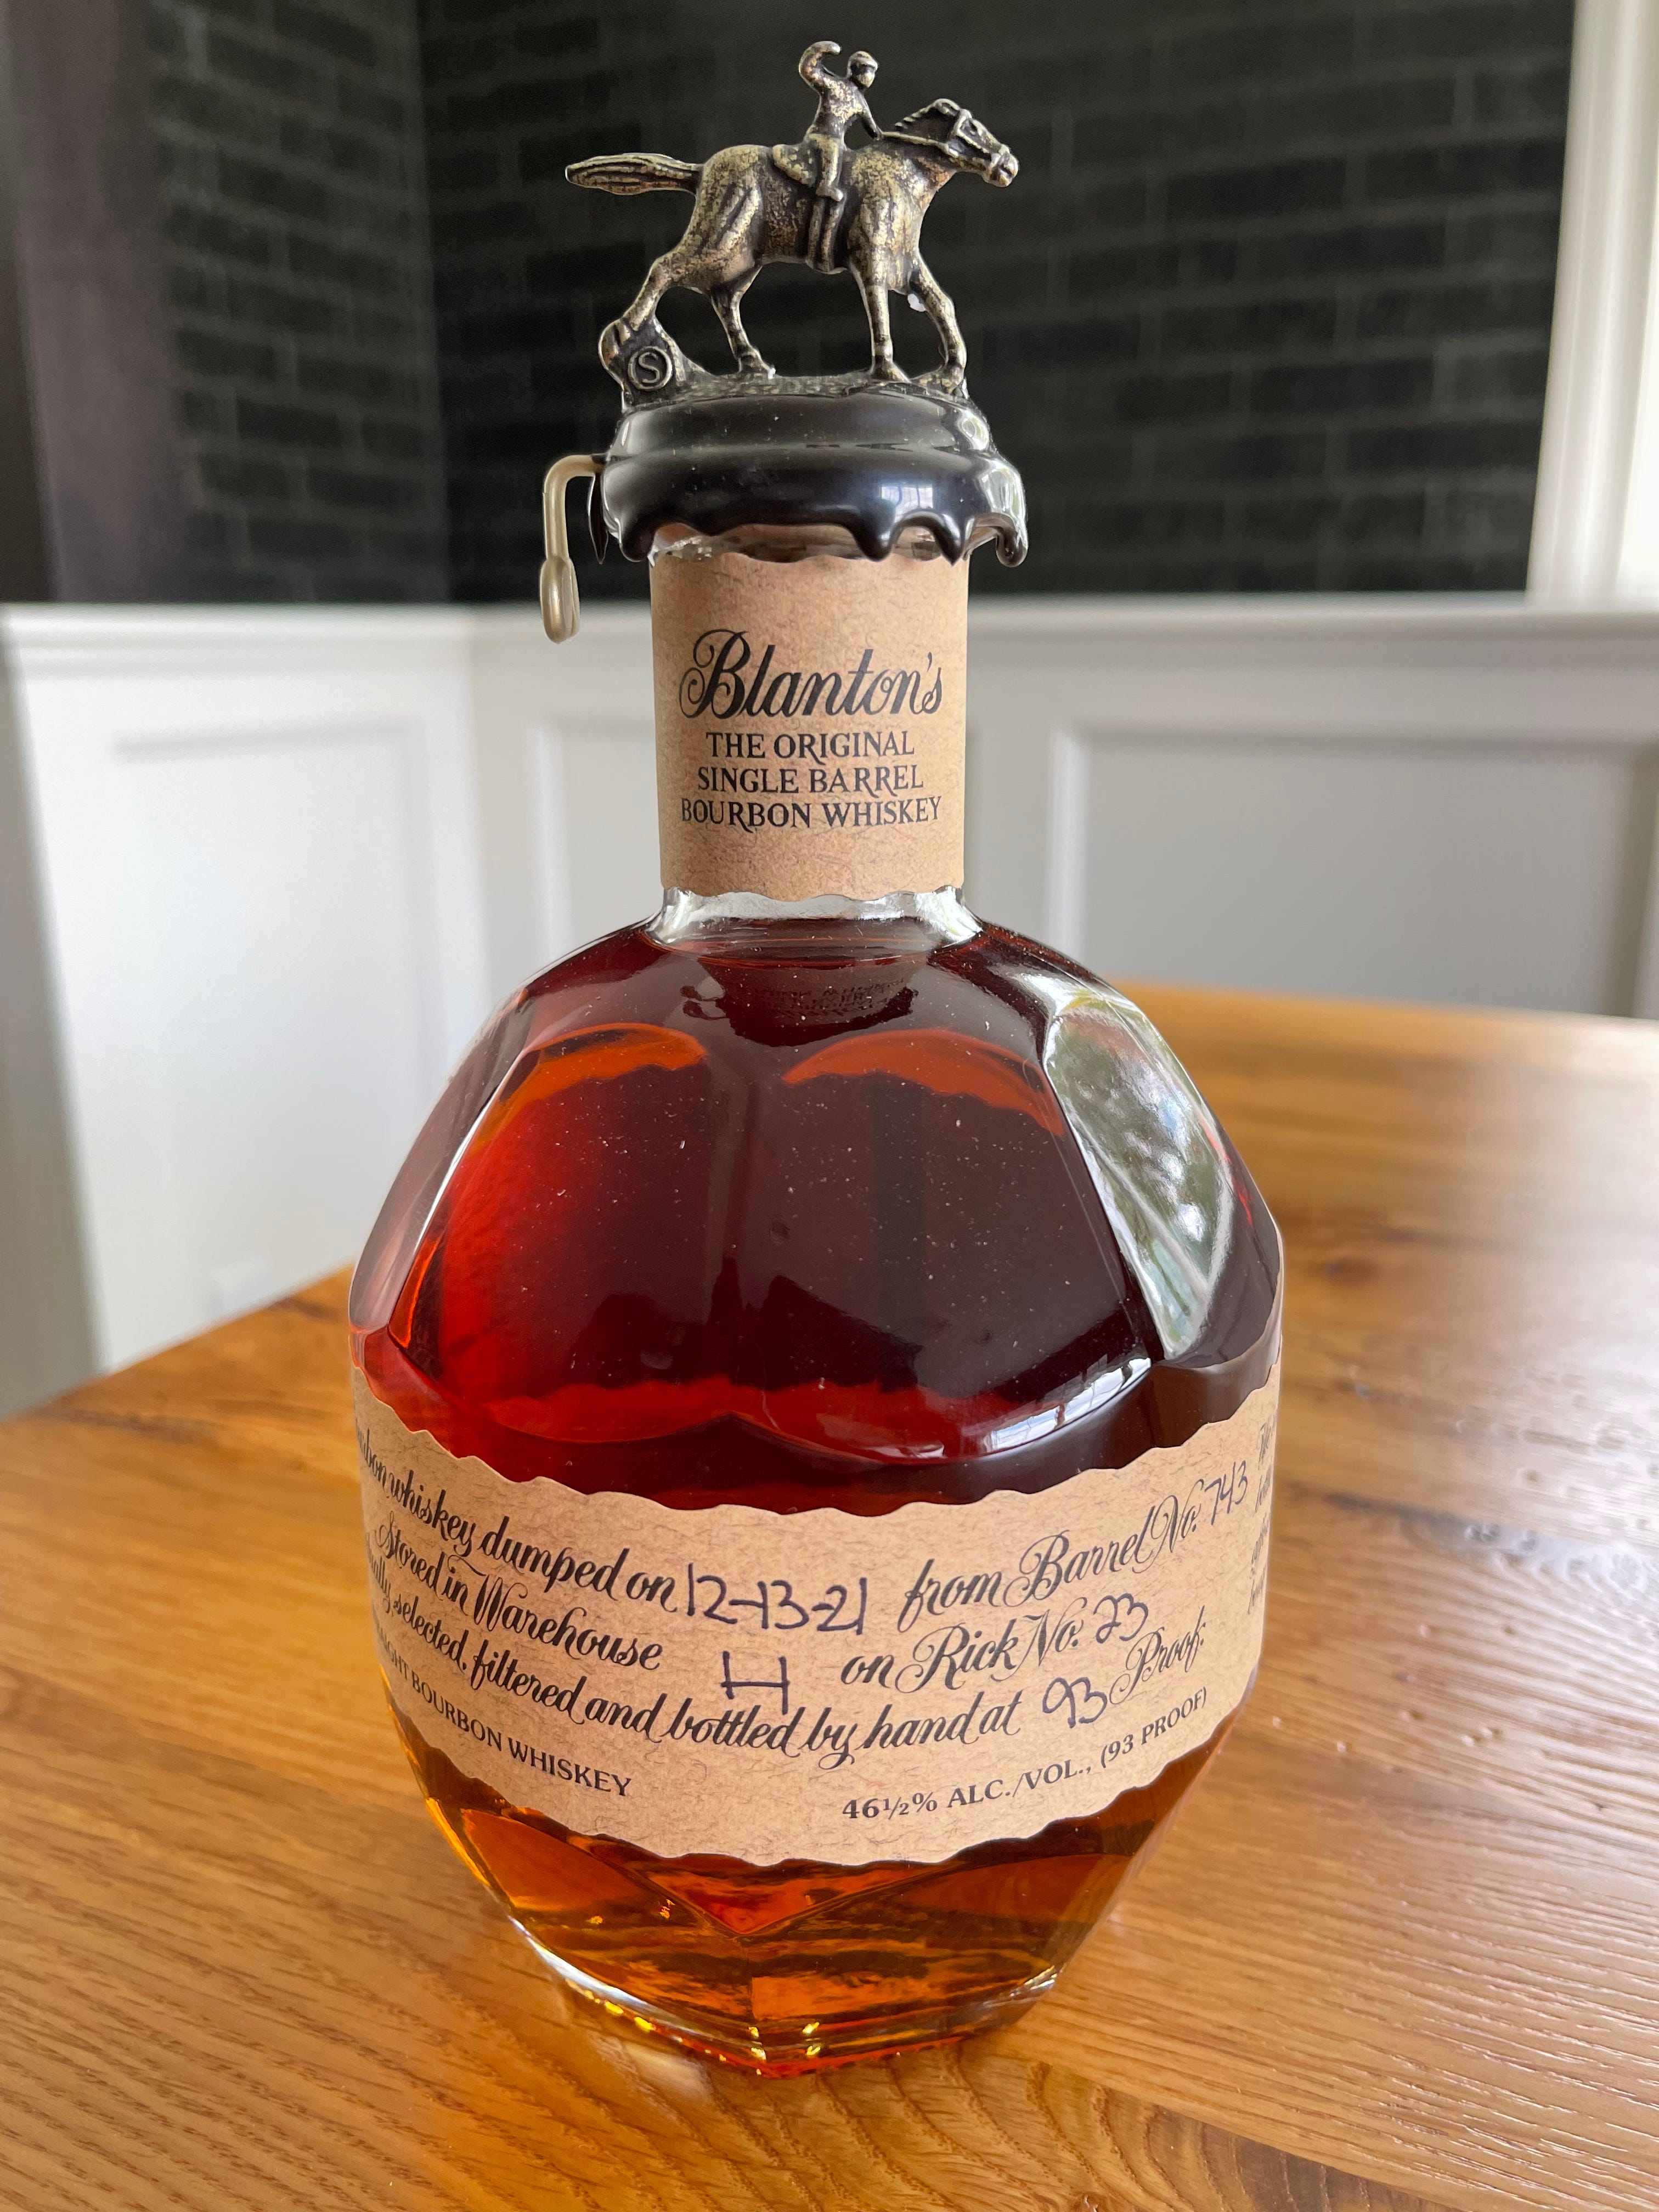 S
Blanton's
THE ORIGINAL
SINGLE BARREL
BOURBON WHISKEY
whiskey dumped on 12-13-21 from Barrel No. 743
Stored in Warehouse H on Rick No. 23
selected, filtered and bottled by hand at 93 Proof.
BOURBON WHISKEY 46½% ALC./VOL., (93 PROOF)